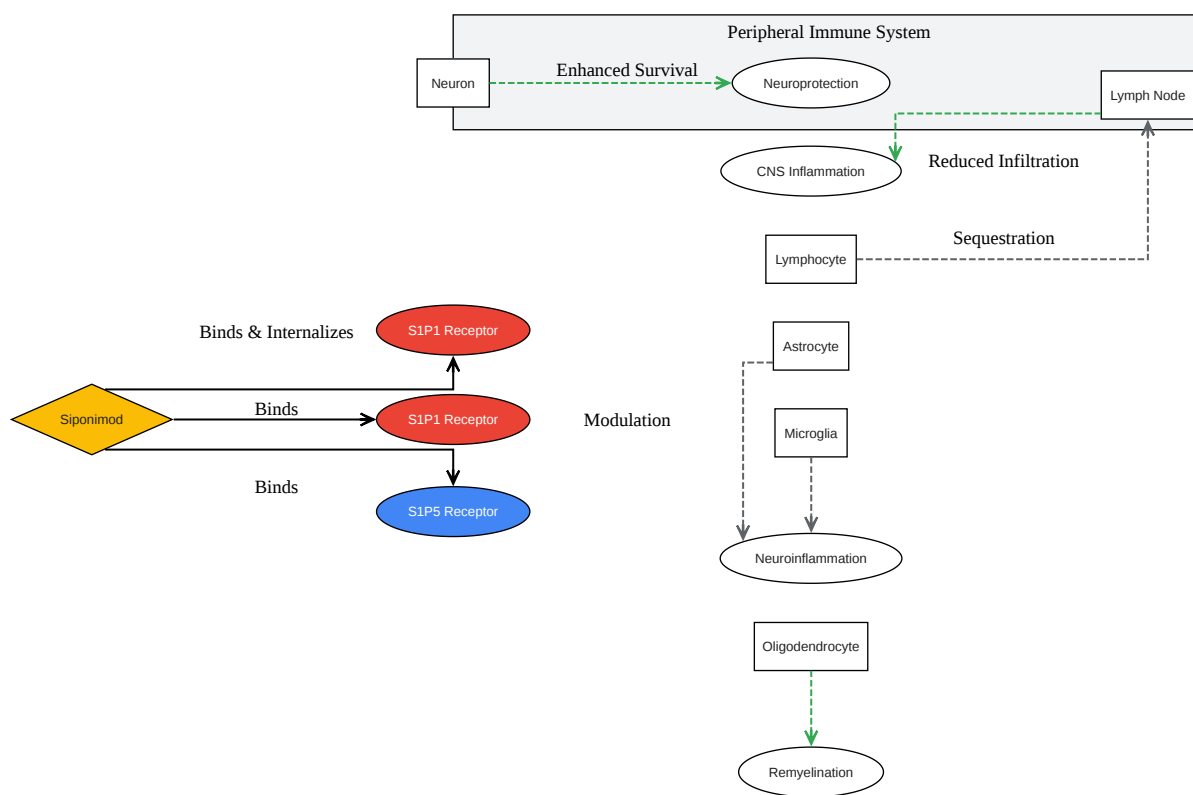 Peripheral Immune System
Neuron
Enhanced Survival
Neuroprotection
Lymph Node
CNS Inflammation
Reduced Infiltration
Sequestration
Lymphocyte
Binds & Internalizes
S1P1 Receptor
Astrocyte
Siponimod
Binds
S1P1 Receptor
Modulation
Microglia
Binds
S1P5 Receptor
Neuroinflammation
Oligodendrocyte
Remyelination